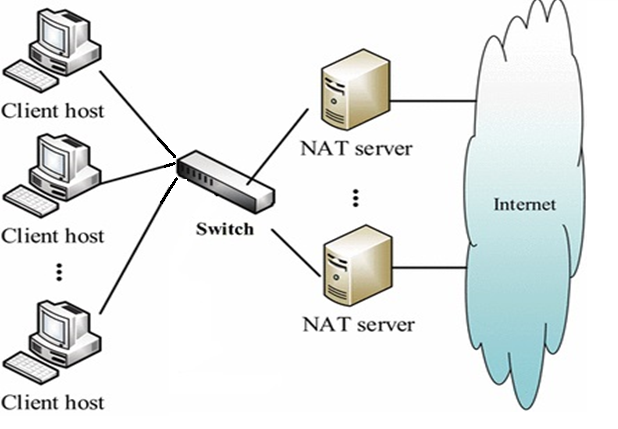 Client host
NAT server
Client host
Switch
Internet
NAT server
Client host